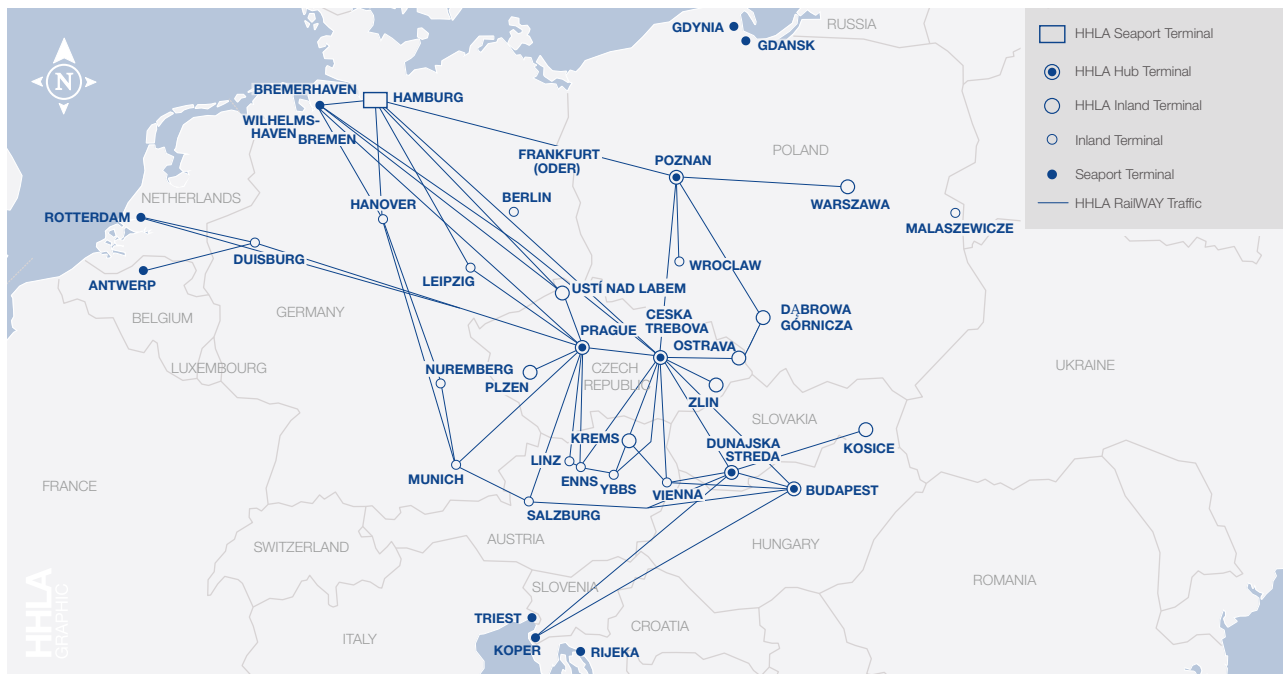 GDYNIA
GDANSK
RUSSIA
HHLA Seaport Terminal
HHLA Hub Terminal
HHLA Inland Terminal
Inland Terminal
Seaport Terminal
HHLA RailWAY Traffic
N
BREMERHAVEN
HAMBURG
WILHELMS-
HAVEN
BREMEN
FRANKFURT
(ODER)
POZNAN
POLAND
NETHERLANDS
ROTTERDAM
HANOVER
BERLIN
WARSZAWA
MALASZEWICZE
DUISBURG
ANTWERP
LEIPZIG
WROCLAW
USTÍ NAD LABEM
BELGIUM
GERMANY
PRAGUE
CESKA
TREBOVA
OSTRAVA
DĄBROWA
GÓRNICZA
LUXEMBOURG
NUREMBERG
PLZEN
CZECH
REPUBLIC
ZLIN
UKRAINE
SLOVAKIA
KREMS
DUNAJSKA
STREDA
KOSICE
LINZ
ENNS
YBBS
VIENNA
BUDAPEST
MUNICH
FRANCE
SALZBURG
AUSTRIA
HUNGARY
SWITZERLAND
SLOVENIA
ROMANIA
TRIEST
KOPER
RIJEKA
CROATIA
ITALY
HHLA
GRAPHIC